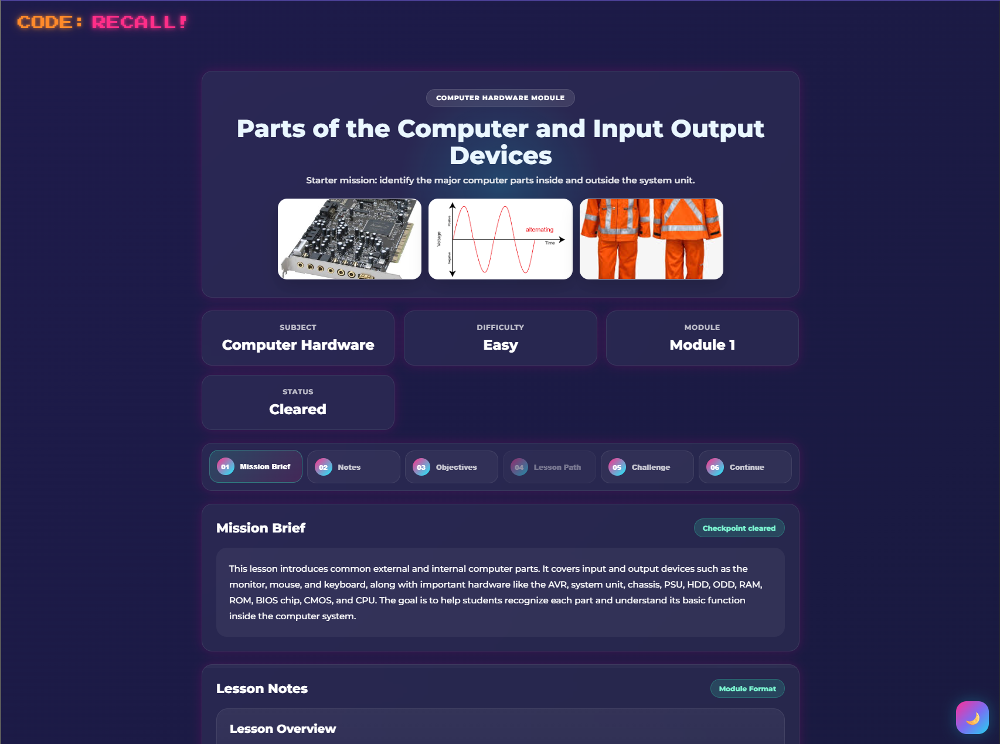 CODE: RECALL!
COMPUTER HARDWARE MODULE
Parts of the Computer and Input Output
Devices
Starter mission: identify the major computer parts inside and outside the system unit.
Voltage
Positive
Negative
alternating
Time
SUBJECT
Computer Hardware
DIFFICULTY
Easy
MODULE
Module 1
STATUS
Cleared
01 Mission Brief
02 Notes
03 Objectives
04 Lesson Path
05 Challenge
06 Continue
Mission Brief
Checkpoint cleared
This lesson introduces common external and internal computer parts. It covers input and output devices such as the
monitor, mouse, and keyboard, along with important hardware like the AVR, system unit, chassis, PSU, HDD, ODD, RAM,
ROM, BIOS chip, CMOS, and CPU. The goal is to help students recognize each part and understand its basic function
inside the computer system.
Lesson Notes
Module Format
Lesson Overview